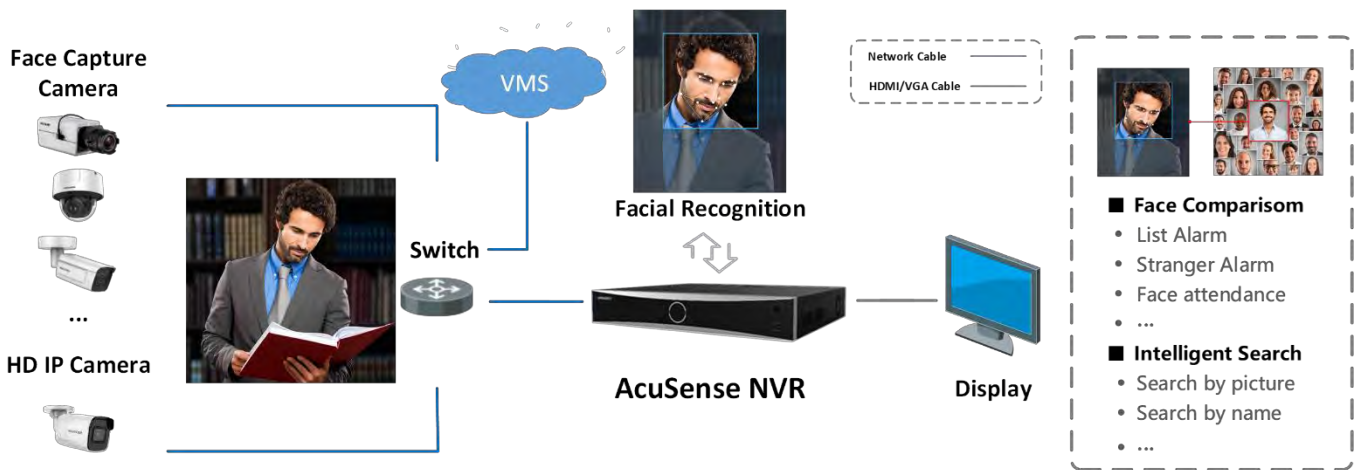 Face Capture
Camera
...
HD IP Camera
VMS
Switch
Facial Recognition
AcuSense NVR
Display
Network Cable
HDMI/VGA Cable
■ Face Comparisom
• List Alarm
• Stranger Alarm
• Face attendance
• ...
■ Intelligent Search
• Search by picture
• Search by name
• ...